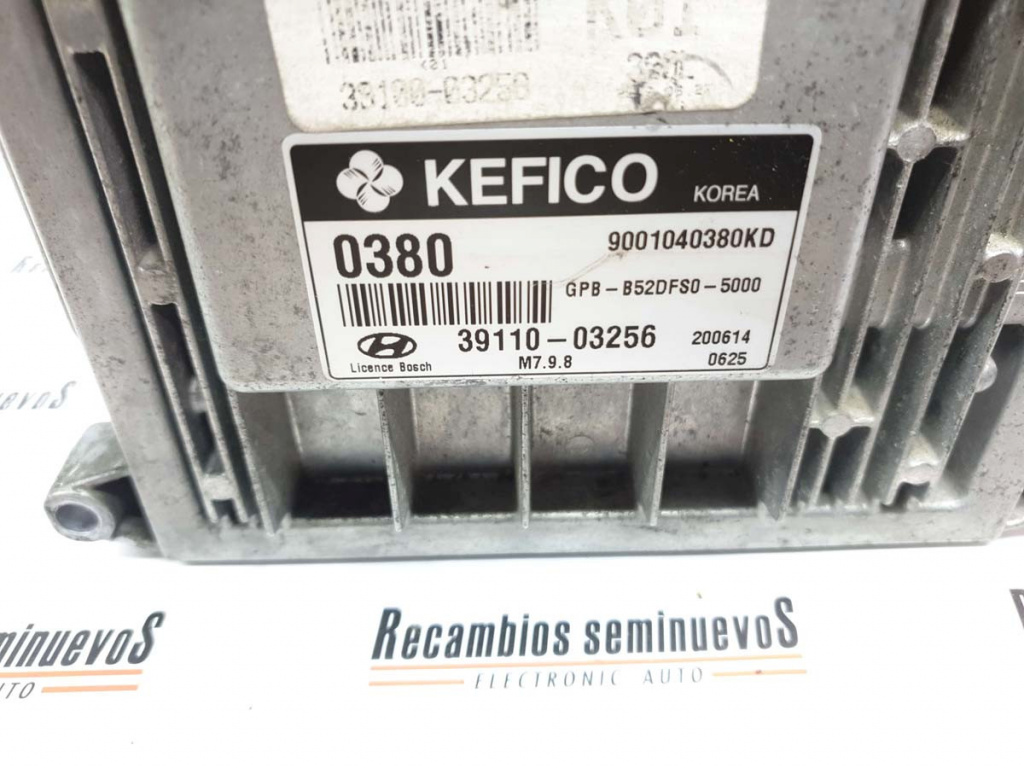 39100-03256
KEFICO KOREA
0380 9001040380KD
GPB-B52DFS0-5000
39110-03256 200614
Licence Bosch M7.9.8 0625
Recambios seminuevoS
ELECTRONIC AUTO